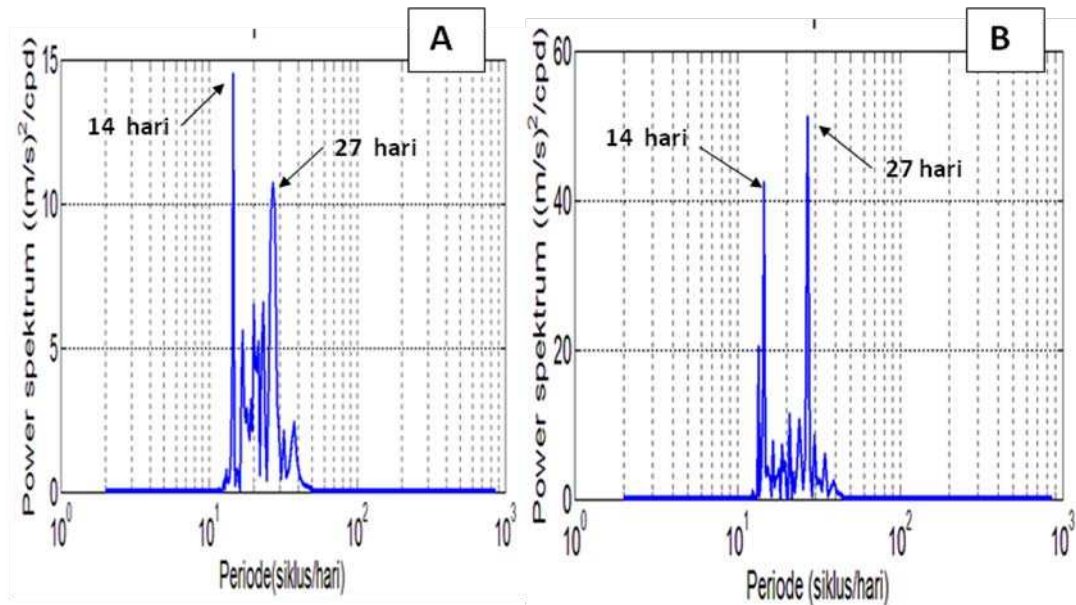 A
Power spektrum ((m/s)²/cpd)
15
10
5
0
14 hari
27 hari
10⁰
10¹
10²
10³
Periode(siklus/hari)
B
Power spektrum ((m/s)²/cpd)
60
40
20
0
14 hari
27 hari
10⁰
10¹
10²
10³
Periode (siklus/hari)